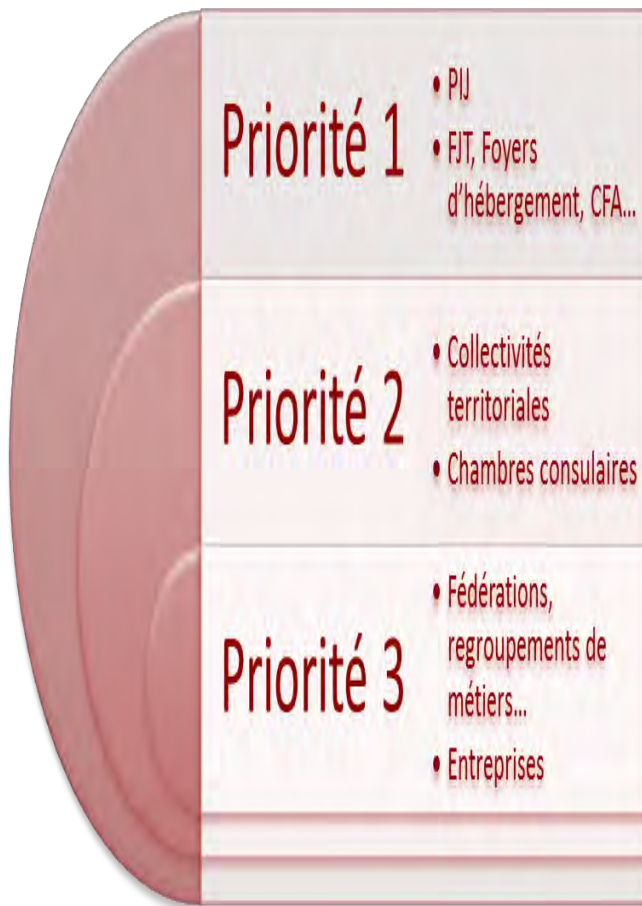 Priorité 1
• PIJ
• FJT, Foyers
d'hébergement, CFA...
Priorité 2
• Collectivités
territoriales
• Chambres consulaires
Priorité 3
• Fédérations,
regroupements de
métiers...
• Entreprises